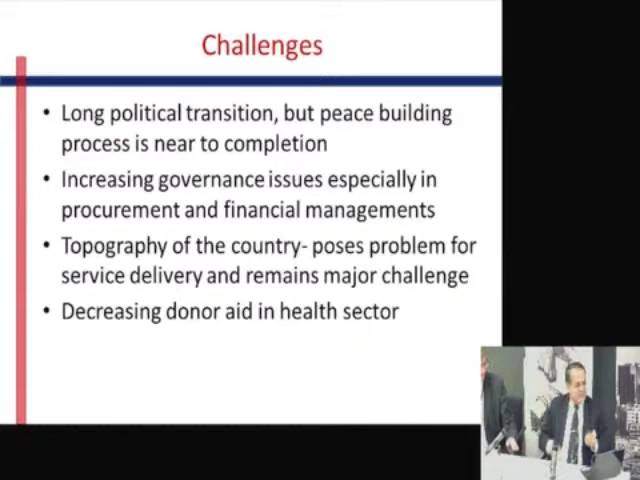 Challenges
• Long political transition, but peace building
process is near to completion
• Increasing governance issues especially in
procurement and financial managements
• Topography of the country- poses problem for
service delivery and remains major challenge
• Decreasing donor aid in health sector